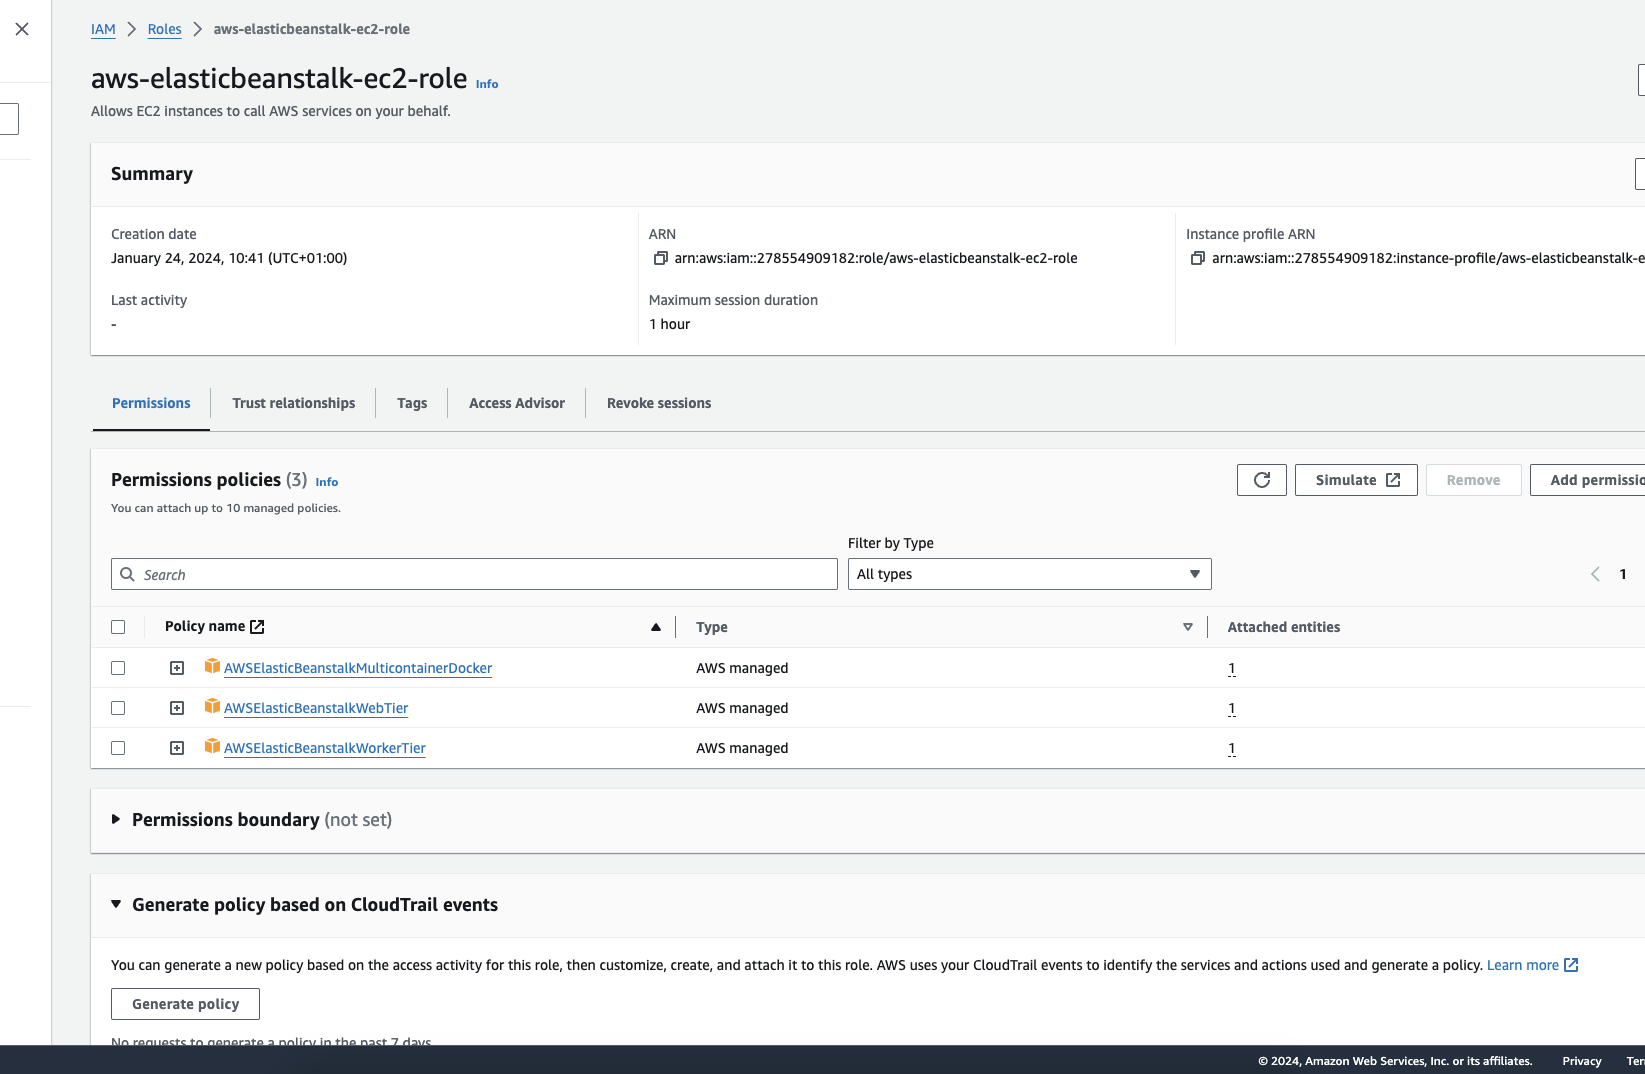 IAM > Roles > aws-elasticbeanstalk-ec2-role
aws-elasticbeanstalk-ec2-role Info
Allows EC2 instances to call AWS services on your behalf.
Summary
Creation date
January 24, 2024, 10:41 (UTC+01:00)
ARN
arn:aws:iam::278554909182:role/aws-elasticbeanstalk-ec2-role
Instance profile ARN
arn:aws:iam::278554909182:instance-profile/aws-elasticbeanstalk-e
Last activity
-
Maximum session duration
1 hour
Permissions Trust relationships Tags Access Advisor Revoke sessions
Permissions policies (3) Info
You can attach up to 10 managed policies.
Simulate Remove Add permissio
Filter by Type
Search All types 1
Policy name Type Attached entities
AWSElasticBeanstalkMulticontainerDocker AWS managed 1
AWSElasticBeanstalkWebTier AWS managed 1
AWSElasticBeanstalkWorkerTier AWS managed 1
Permissions boundary (not set)
Generate policy based on CloudTrail events
You can generate a new policy based on the access activity for this role, then customize, create, and attach it to this role. AWS uses your CloudTrail events to identify the services and actions used and generate a policy. Learn more
Generate policy
No requests to generate a policy in the past 7 days.
© 2024, Amazon Web Services, Inc. or its affiliates. Privacy Ter